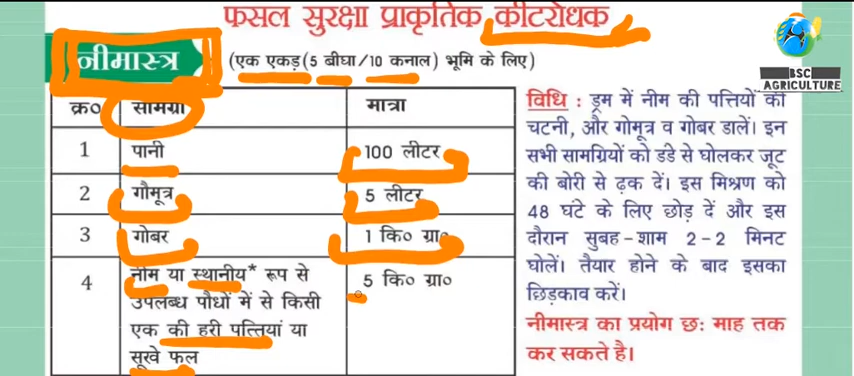 फसल सुरक्षा प्राकृतिक कीटरोधक
नीमास्त्र (एक एकड़(5 बीघा/10 कनाल) भूमि के लिए)
BSC
AGRICULTURE
क्र० सामग्री मात्रा
1 पानी 100 लीटर
2 गौमूत्र 5 लीटर
3 गोबर 1 कि० ग्रा०
4 नीम या स्थानीय* रूप से 5 कि० ग्रा०
उपलब्ध पौधों में से किसी
एक की हरी पत्तियां या
सूखे फल
विधि : ड्रम में नीम की पत्तियों की
चटनी, और गोमूत्र व गोबर डालें। इन
सभी सामग्रियों को डंडे से घोलकर जूट
की बोरी से ढ़क दें। इस मिश्रण को
48 घंटे के लिए छोड़ दें और इस
दौरान सुबह-शाम 2-2 मिनट
घोलें। तैयार होने के बाद इसका
छिड़काव करें।
नीमास्त्र का प्रयोग छः माह तक
कर सकते है।